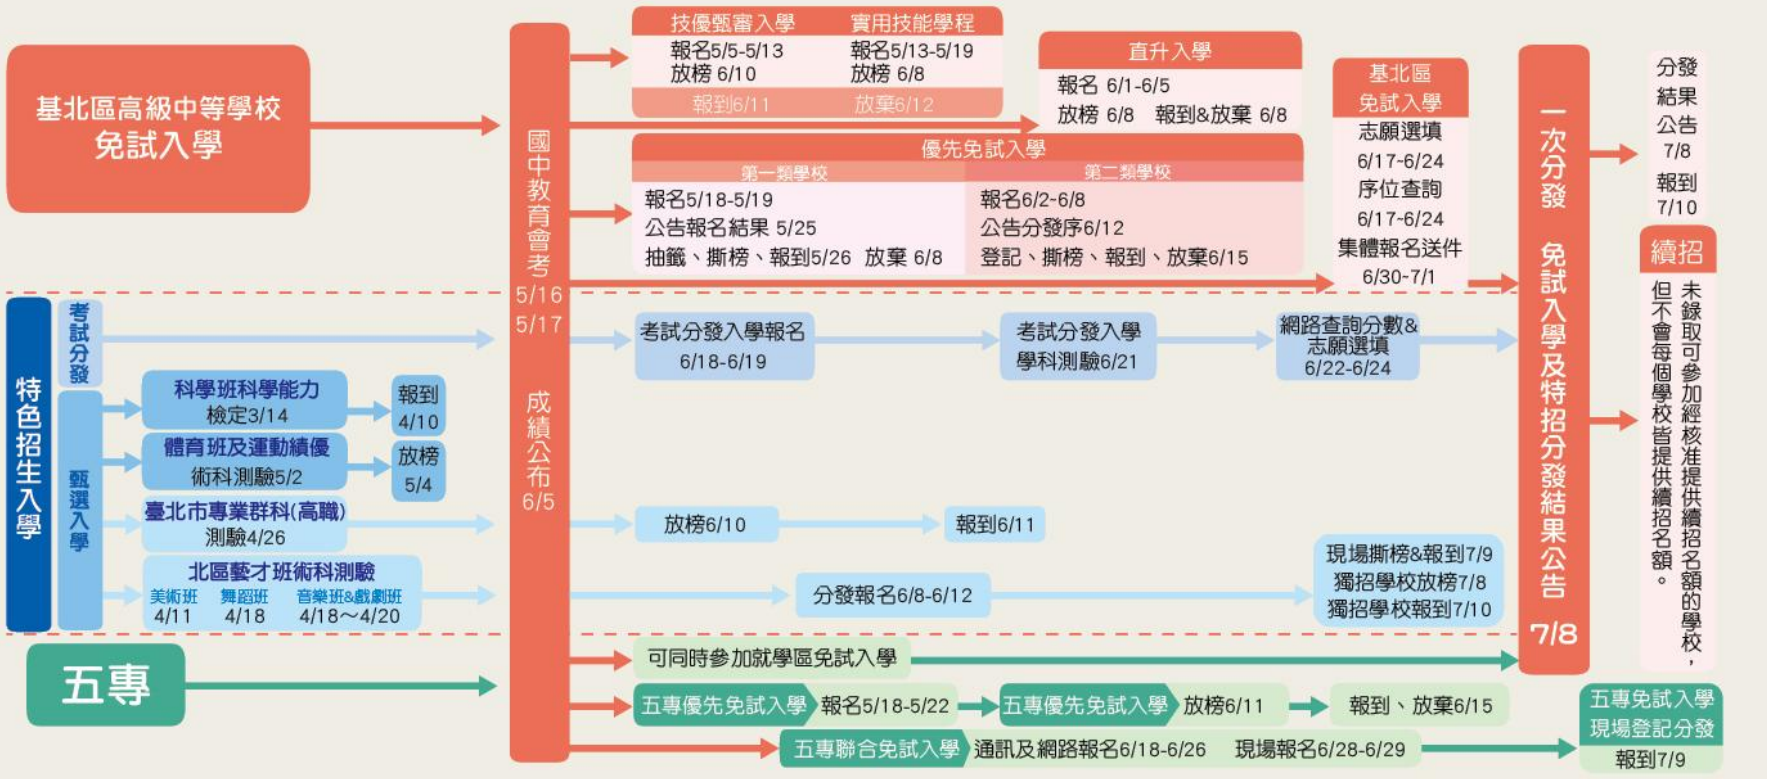 基北區高級中等學校
免試入學
國中教育會考
5/16
5/17
成績公布
6/5
技優甄審入學
報名5/5-5/13
放榜 6/10
報到6/11
實用技能學程
報名5/13-5/19
放榜 6/8
放棄6/12
直升入學
報名 6/1-6/5
放榜 6/8 報到&放棄 6/8
優先免試入學
第一類學校
報名5/18-5/19
公告報名結果 5/25
抽籤、撕榜、報到5/26 放棄 6/8
第二類學校
報名6/2~6/8
公告分發序6/12
登記、撕榜、報到、放棄6/15
基北區
免試入學
志願選填
6/17~6/24
序位查詢
6/17~6/24
集體報名送件
6/30~7/1
一次分發 免試入學及特招分發結果公告
7/8
分發
結果
公告
7/8
報到
7/10
續招
未錄取可參加經核准提供續招名額的學校，
但不會每個學校皆提供續招名額。
特色招生入學
考試分發
考試分發入學報名
6/18-6/19
考試分發入學
學科測驗6/21
網路查詢分數&
志願選填
6/22-6/24
甄選入學
科學班科學能力
檢定3/14
報到
4/10
體育班及運動績優
術科測驗5/2
放榜
5/4
臺北市專業群科(高職)
測驗4/26
放榜6/10
報到6/11
北區藝才班術科測驗
美術班 舞蹈班 音樂班&戲劇班
4/11 4/18 4/18～4/20
分發報名6/8-6/12
現場撕榜&報到7/9
獨招學校放榜7/8
獨招學校報到7/10
五專
可同時參加就學區免試入學
五專優先免試入學 報名5/18-5/22
五專優先免試入學 放榜6/11
報到、放棄6/15
五專聯合免試入學 通訊及網路報名6/18-6/26 現場報名6/28-6/29
五專免試入學
現場登記分發
報到7/9